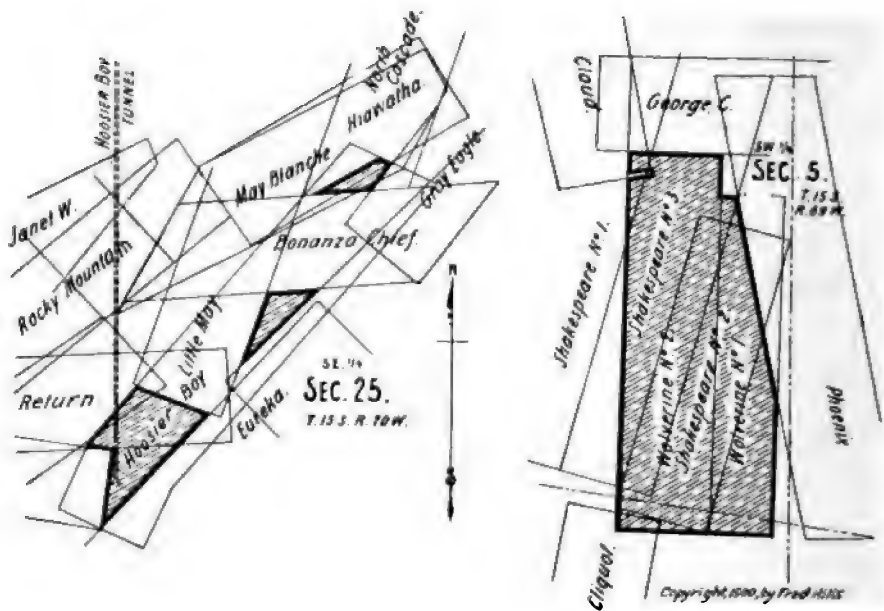 HOOSIER BOY
TUNNEL
North
Cascade.
Hiawatha.
May Blanche
Gray Eagle.
Janet W.
Bonanza Chief.
Rocky Mountain
Little May
N
SE. 1/4
SEC. 25.
T. 15 S. R. 70 W.
Return
Hoosier Boy
Eureka.
S
Cloud.
George C.
SW 1/4
SEC. 5.
T. 15 S.
R. 69 W.
Shakespeare No 1.
Shakespeare No 3.
Wolverine No 2.
Shakespeare No 2.
Wolverine No 1.
Phoenix
Cliquot.
Copyright, 1900, by Fred Hills